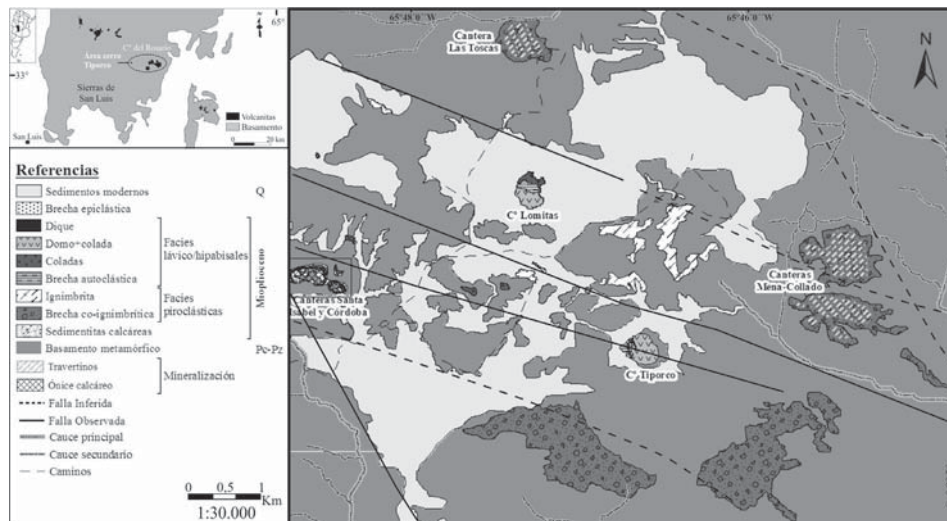 65°
Cº del Rosario
Área cerro
Tiporco
33°
Sierras de
San Luis
San Luis
Volcanitas
Basamento
0 20 km
Referencias
Sedimentos modernos
Q
Brecha epiclástica
Dique
Domo+colada
Coladas
Brecha autoclástica
Facies
lávico/hipabisales
Ignimbrita
Brecha co-ignimbrítica
Facies
piroclásticas
Sedimentitas calcáreas
Mioplioceno
Basamento metamórfico
Pc-Pz
Travertinos
Ónice calcáreo
Mineralización
Falla Inferida
Falla Observada
Cauce principal
Cauce secundario
Caminos
0 0,5 1
Km
1:30.000
65°48'0"W
65°46'0"W
N
Cantera
Las Toscas
Cº Lomitas
Canteras
Mena-Collado
Canteras Santa
Isabel y Córdoba
Cº Tiporco